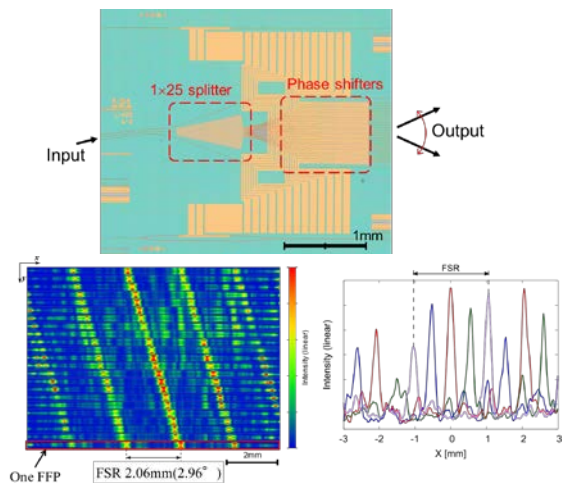 1×25 splitter
Phase shifters
Input
Output
1mm
x
y
Intensity (linear)
One FFP
FSR 2.06mm(2.96°)
2mm
FSR
Intensity (linear)
-3 -2 -1 0 1 2 3
X [mm]